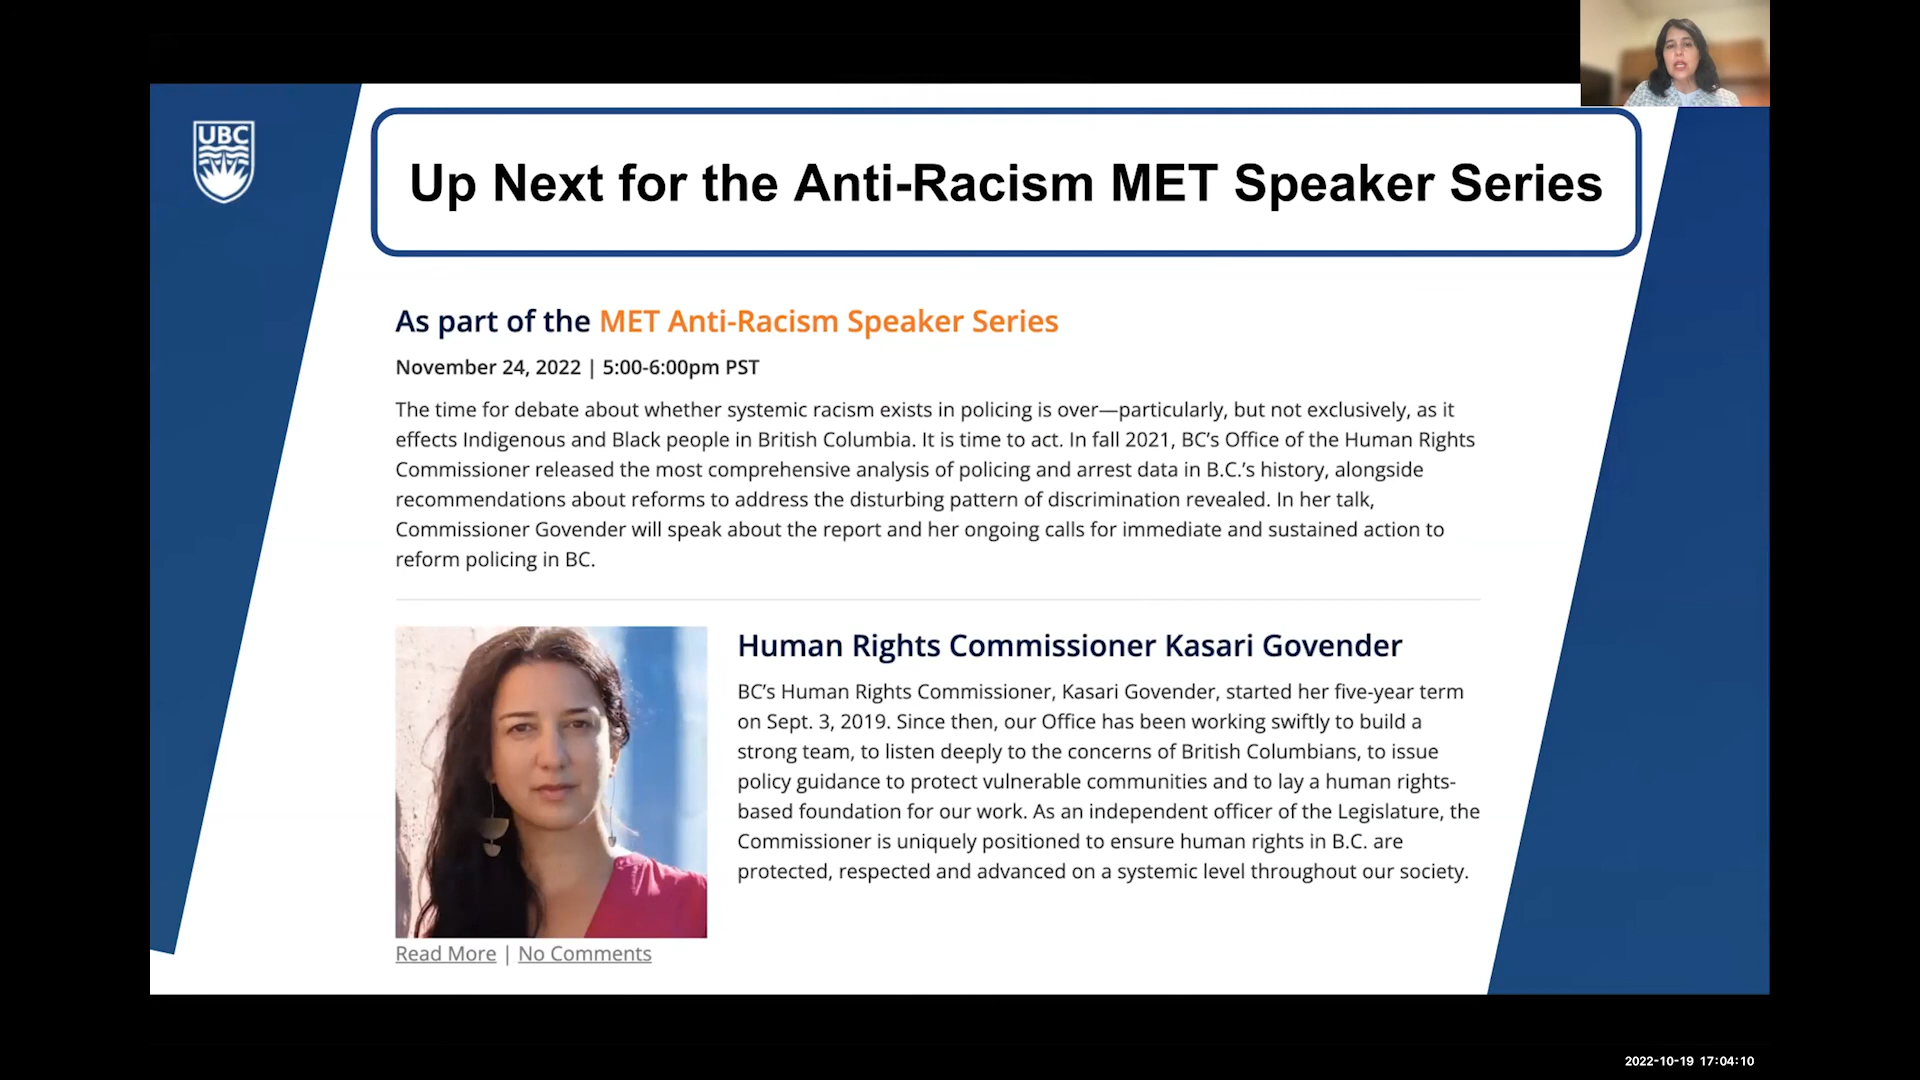 UBC
Up Next for the Anti-Racism MET Speaker Series
As part of the MET Anti-Racism Speaker Series
November 24, 2022 | 5:00-6:00pm PST
The time for debate about whether systemic racism exists in policing is over—particularly, but not exclusively, as it
effects Indigenous and Black people in British Columbia. It is time to act. In fall 2021, BC’s Office of the Human Rights
Commissioner released the most comprehensive analysis of policing and arrest data in B.C.’s history, alongside
recommendations about reforms to address the disturbing pattern of discrimination revealed. In her talk,
Commissioner Govender will speak about the report and her ongoing calls for immediate and sustained action to
reform policing in BC.
Human Rights Commissioner Kasari Govender
BC’s Human Rights Commissioner, Kasari Govender, started her five-year term
on Sept. 3, 2019. Since then, our Office has been working swiftly to build a
strong team, to listen deeply to the concerns of British Columbians, to issue
policy guidance to protect vulnerable communities and to lay a human rights-
based foundation for our work. As an independent officer of the Legislature, the
Commissioner is uniquely positioned to ensure human rights in B.C. are
protected, respected and advanced on a systemic level throughout our society.
Read More | No Comments
2022-10-19 17:04:10